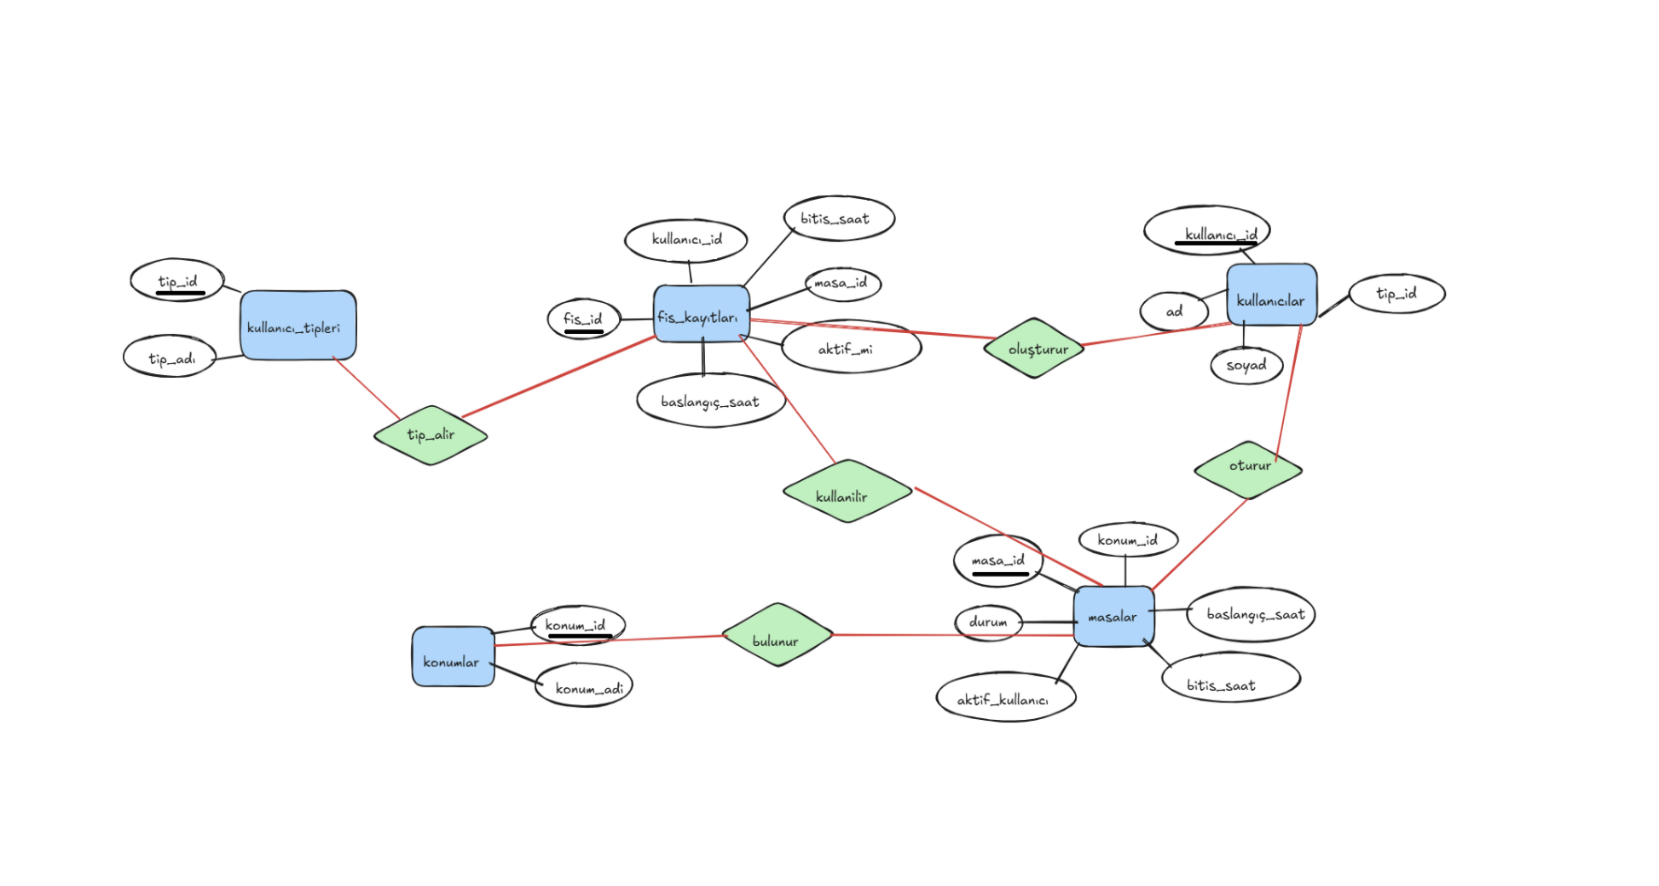 bitis_saat
kullanıcı_id
kullanıcı_id
tip_id
masa_id
tip_id
kullanıcılar
ad
fis_id
fis_kayıtları
kullanıcı_tipleri
oluşturur
aktif_mi
tip_adı
soyad
baslangıç_saat
tip_alir
oturur
kullanilir
konum_id
masa_id
baslangıç_saat
masalar
durum
konum_id
bulunur
konumlar
bitis_saat
konum_adi
aktif_kullanıcı